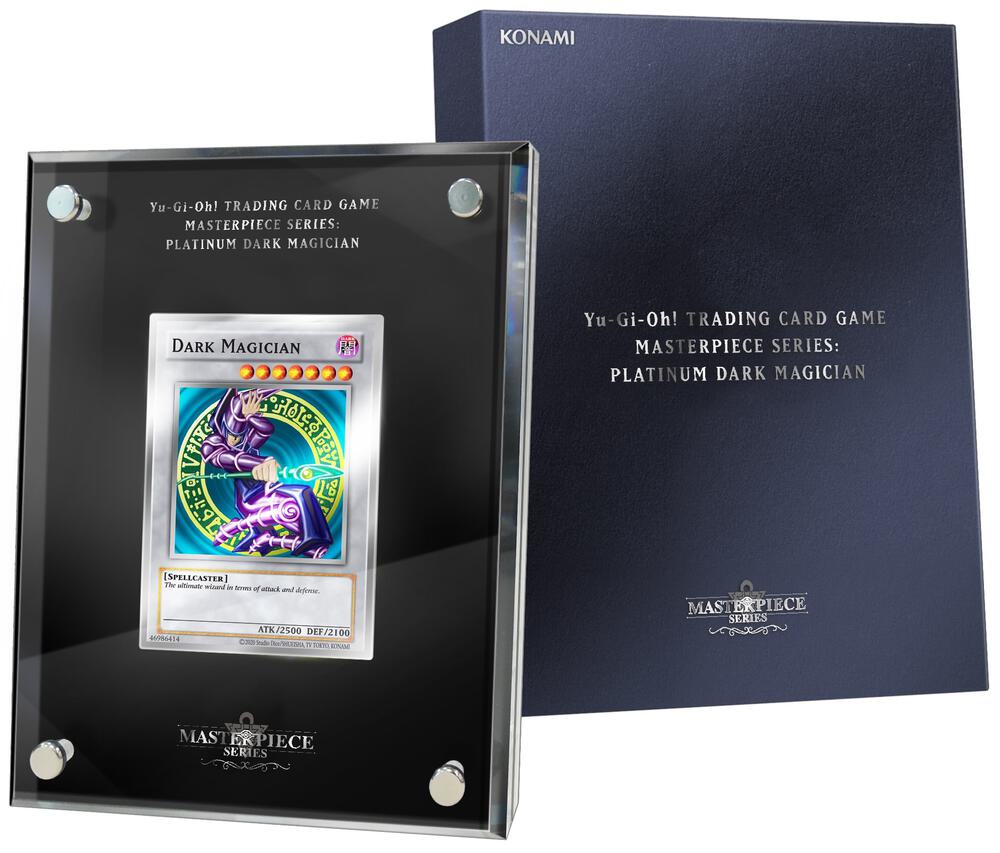 KONAMI
Yu-Gi-Oh! TRADING CARD GAME
MASTERPIECE SERIES:
PLATINUM DARK MAGICIAN
DARK MAGICIAN
[SPELLCASTER]
The ultimate wizard in terms of attack and defense.
ATK/2500 DEF/2100
46986414
©2020 Studio Dice/SHUEISHA, TV TOKYO, KONAMI
MASTERPIECE
SERIES
Yu-Gi-Oh! TRADING CARD GAME
MASTERPIECE SERIES:
PLATINUM DARK MAGICIAN
MASTERPIECE
SERIES